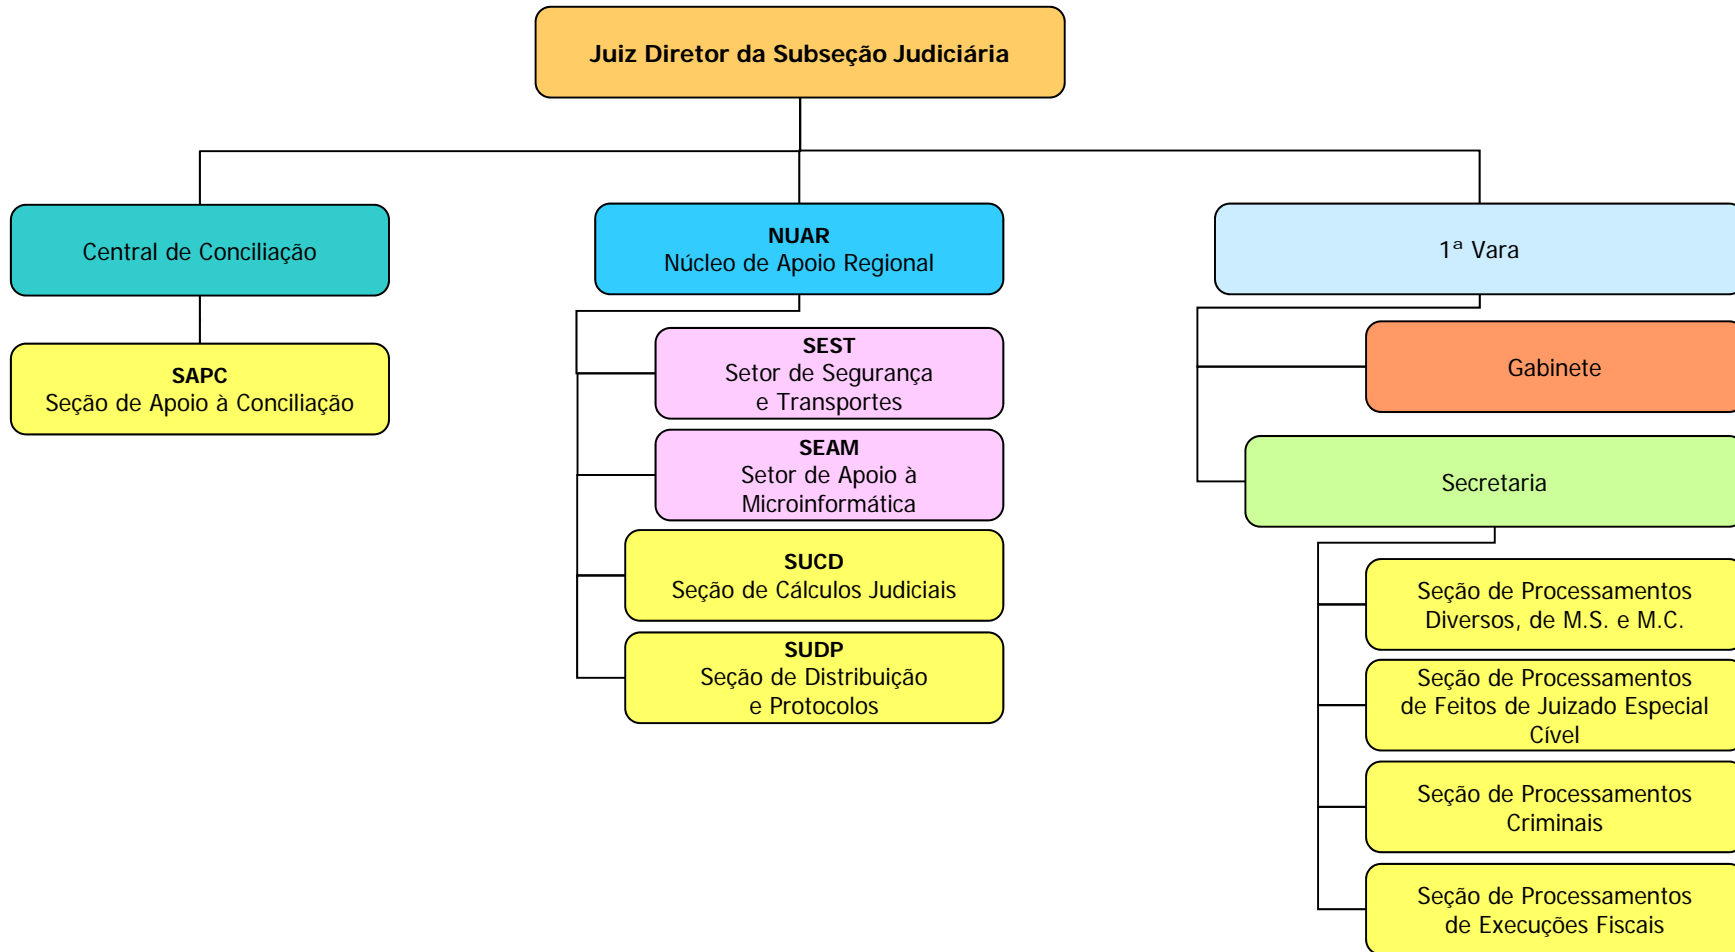 Juiz Diretor da Subseção Judiciária
Central de Conciliação
SAPC
Seção de Apoio à Conciliação
NUAR
Núcleo de Apoio Regional
SEST
Setor de Segurança
e Transportes
SEAM
Setor de Apoio à
Microinformática
SUCD
Seção de Cálculos Judiciais
SUDP
Seção de Distribuição
e Protocolos
1ª Vara
Gabinete
Secretaria
Seção de Processamentos
Diversos, de M.S. e M.C.
Seção de Processamentos
de Feitos de Juizado Especial
Cível
Seção de Processamentos
Criminais
Seção de Processamentos
de Execuções Fiscais